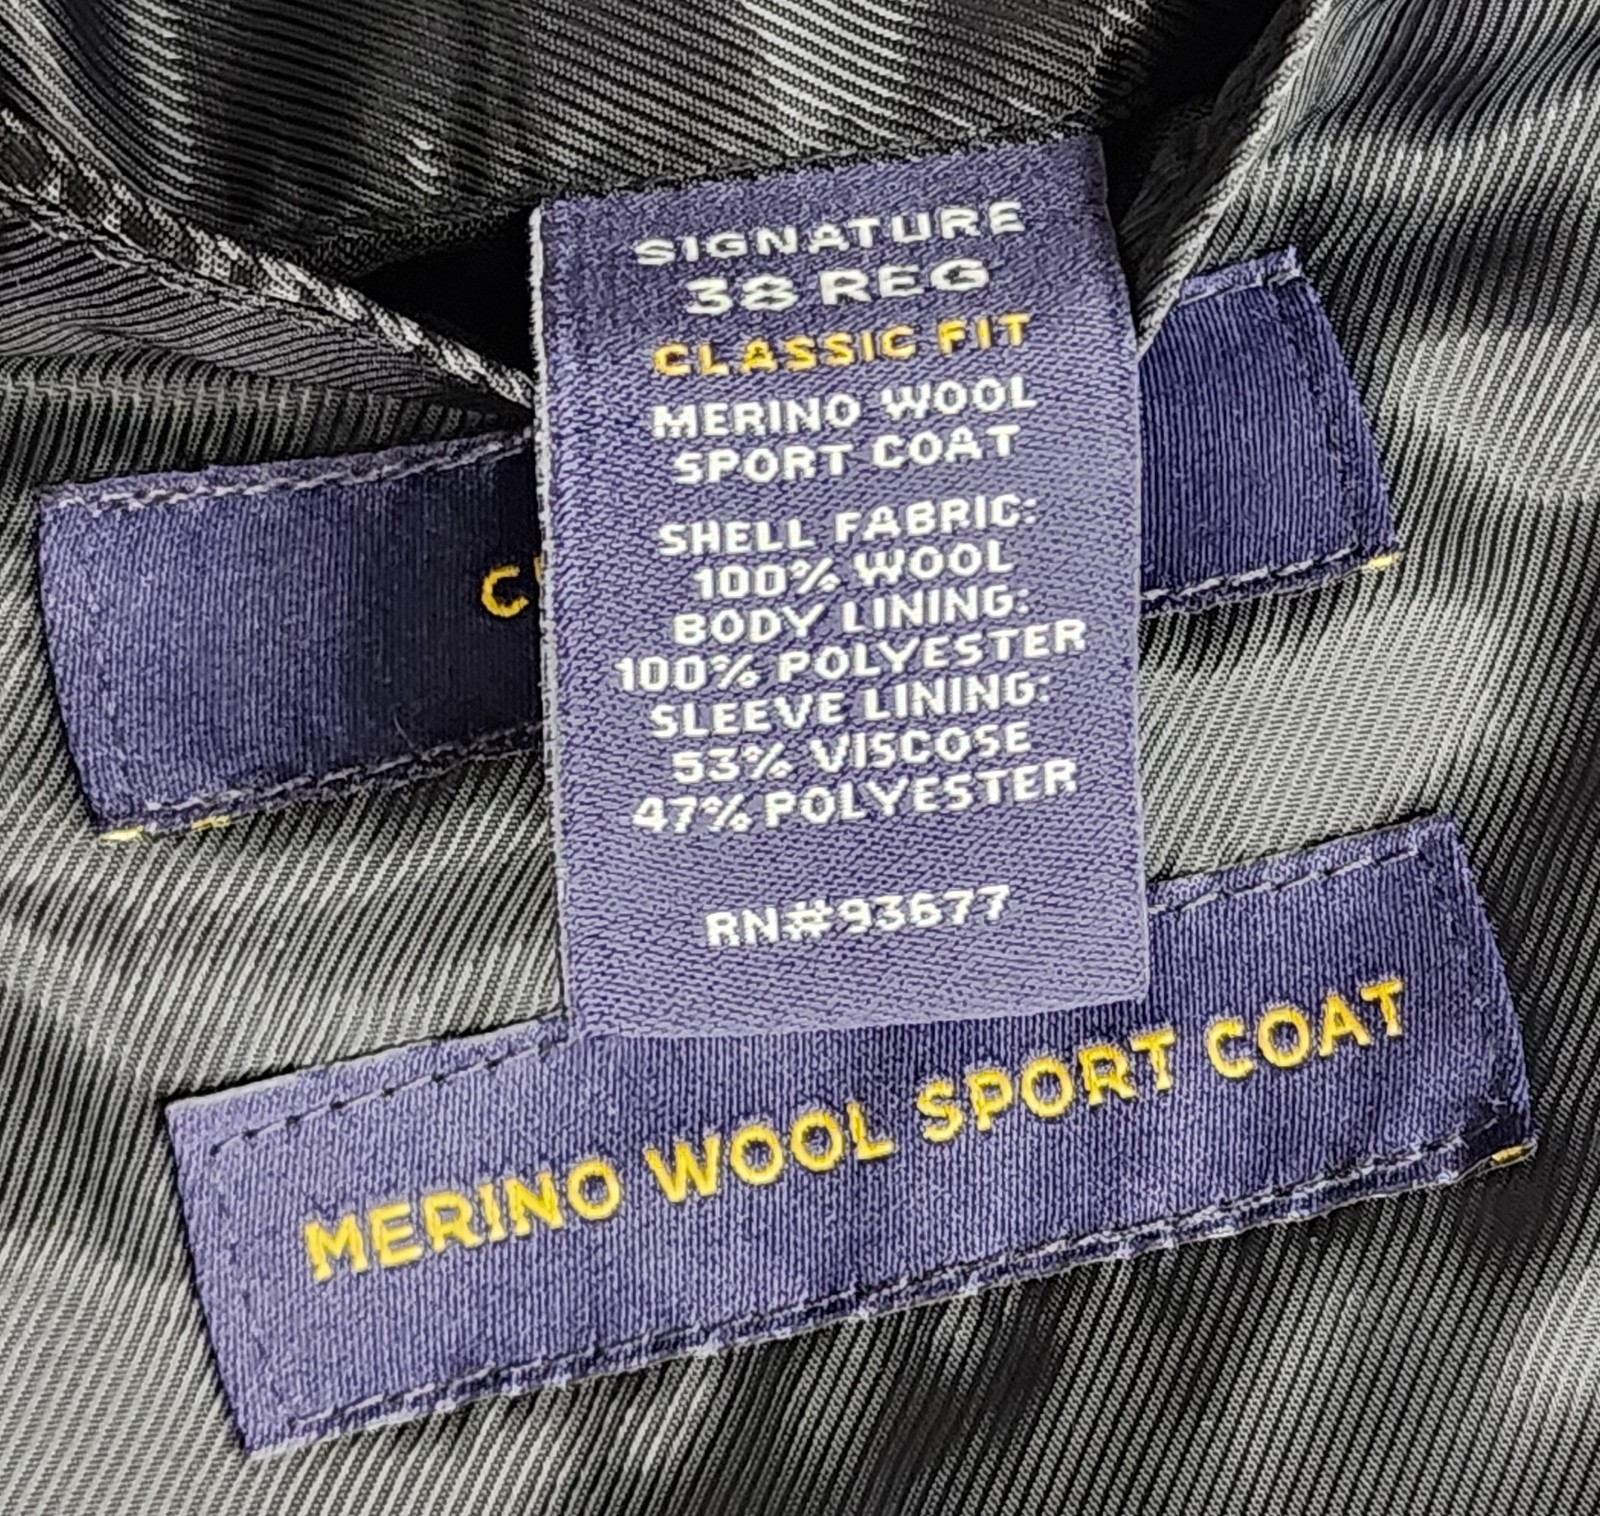 SIGNATURE
38 REG
CLASSIC FIT
MERINO WOOL
SPORT COAT
SHELL FABRIC:
100% WOOL
BODY LINING:
100% POLYESTER
SLEEVE LINING:
53% VISCOSE
47% POLYESTER
RN#93677
MERINO WOOL SPORT COAT